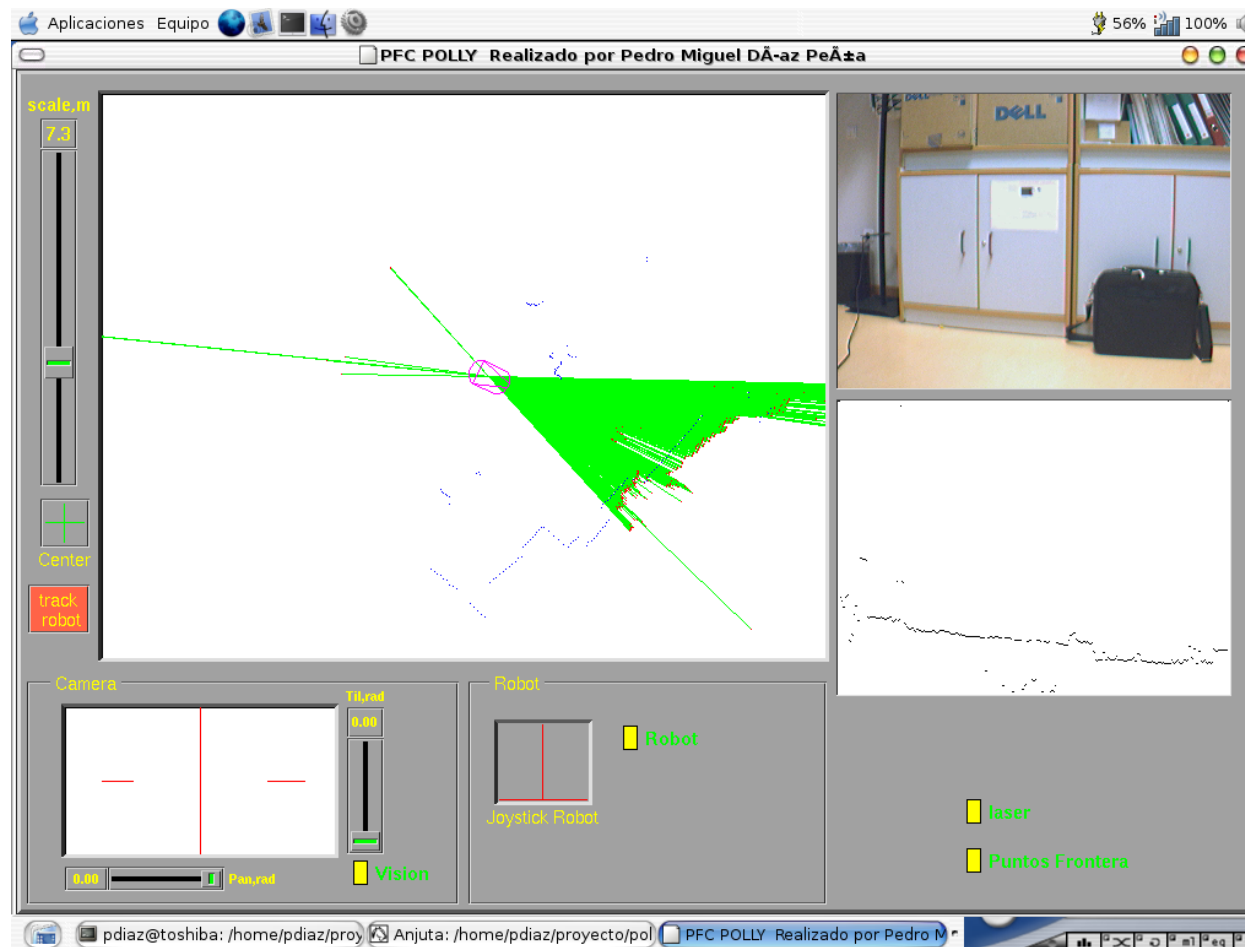 Aplicaciones Equipo
56% 100%
PFC POLLY Realizado por Pedro Miguel DÃ-az PeÃ±a
scale,m
7.3
DELL
Center
track
robot
Camera
Til,rad
0.00
0.00
Pan,rad
Vision
Robot
Joystick Robot
Robot
laser
Puntos Frontera
pdiaz@toshiba: /home/pdiaz/proy
Anjuta: /home/pdiaz/proyecto/pol
PFC POLLY Realizado por Pedro M